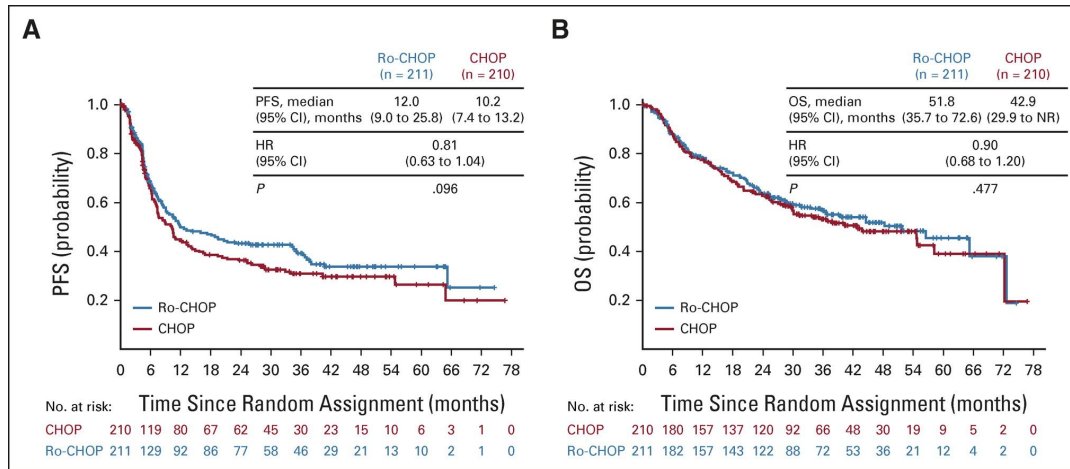 A
Ro-CHOP CHOP
(n = 211) (n = 210)
PFS, median 12.0 10.2
(95% CI), months (9.0 to 25.8) (7.4 to 13.2)
HR 0.81
(95% CI) (0.63 to 1.04)
P .096
1.0
0.8
0.6
0.4
0.2
PFS (probability)
Ro-CHOP
CHOP
0 6 12 18 24 30 36 42 48 54 60 66 72 78
No. at risk: Time Since Random Assignment (months)
CHOP 210 119 80 67 62 45 30 23 15 10 6 3 1 0
Ro-CHOP 211 129 92 86 77 58 46 29 21 13 10 2 1 0
B
Ro-CHOP CHOP
(n = 211) (n = 210)
OS, median 51.8 42.9
(95% CI), months (35.7 to 72.6) (29.9 to NR)
HR 0.90
(95% CI) (0.68 to 1.20)
P .477
1.0
0.8
0.6
0.4
0.2
OS (probability)
Ro-CHOP
CHOP
0 6 12 18 24 30 36 42 48 54 60 66 72 78
No. at risk: Time Since Random Assignment (months)
CHOP 210 180 157 137 120 92 66 48 30 19 9 5 2 0
Ro-CHOP 211 182 157 143 122 88 72 53 36 21 12 4 2 0